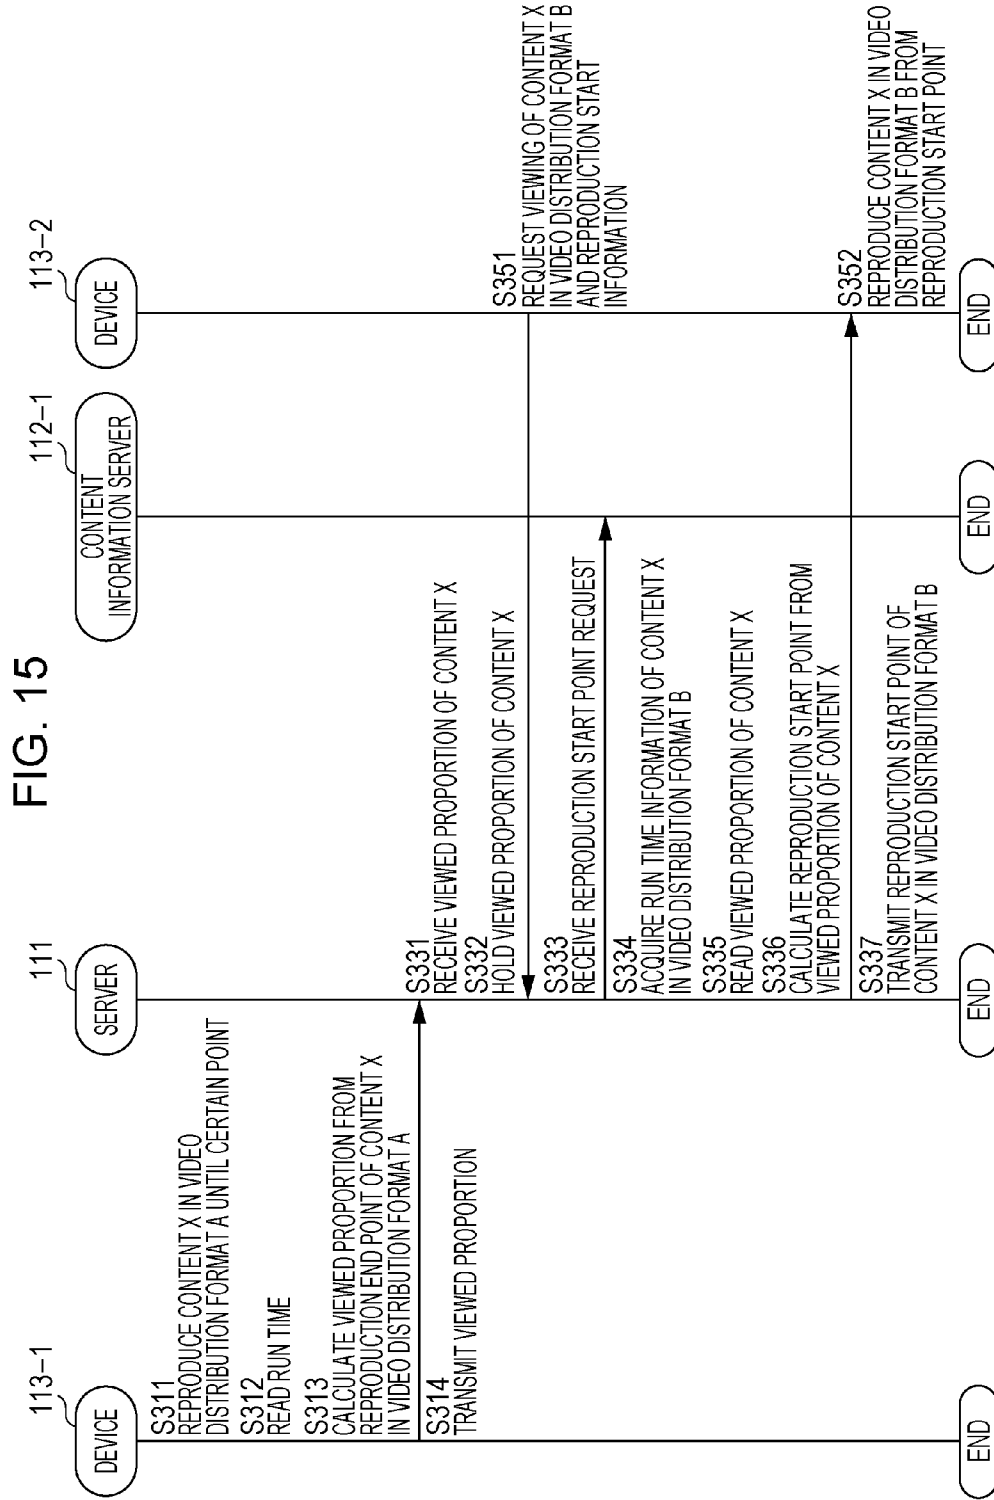 FIG. 15
113-1
DEVICE
111
SERVER
112-1
CONTENT
INFORMATION SERVER
113-2
DEVICE
S311
REPRODUCE CONTENT X IN VIDEO
DISTRIBUTION FORMAT A UNTIL CERTAIN POINT
S312
READ RUN TIME
S313
CALCULATE VIEWED PROPORTION FROM
REPRODUCTION END POINT OF CONTENT X
IN VIDEO DISTRIBUTION FORMAT A
S314
TRANSMIT VIEWED PROPORTION
S331
RECEIVE VIEWED PROPORTION OF CONTENT X
S332
HOLD VIEWED PROPORTION OF CONTENT X
S351
REQUEST VIEWING OF CONTENT X
IN VIDEO DISTRIBUTION FORMAT B
AND REPRODUCTION START
INFORMATION
S333
RECEIVE REPRODUCTION START POINT REQUEST
S334
ACQUIRE RUN TIME INFORMATION OF CONTENT X
IN VIDEO DISTRIBUTION FORMAT B
S335
READ VIEWED PROPORTION OF CONTENT X
S336
CALCULATE REPRODUCTION START POINT FROM
VIEWED PROPORTION OF CONTENT X
S337
TRANSMIT REPRODUCTION START POINT OF
CONTENT X IN VIDEO DISTRIBUTION FORMAT B
S352
REPRODUCE CONTENT X IN VIDEO
DISTRIBUTION FORMAT B FROM
REPRODUCTION START POINT
END
END
END
END